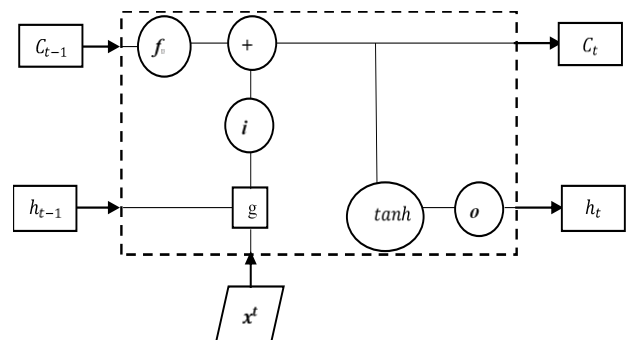 C_{t-1}
f
+
C_t
i
h_{t-1}
g
tanh
o
h_t
x^t